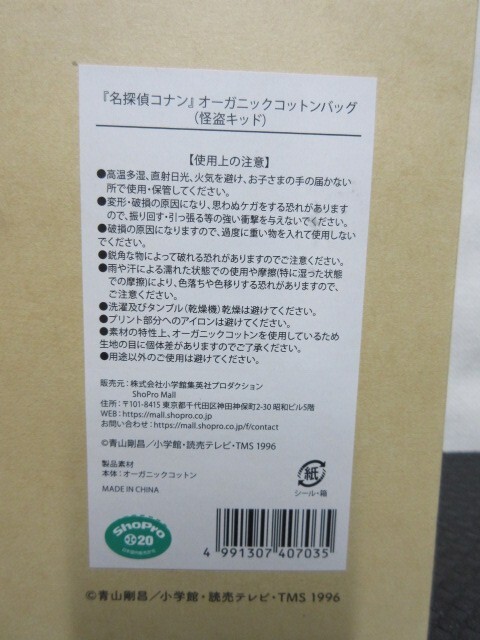 『名探偵コナン』オーガニックコットンバッグ
(怪盗キッド)
【使用上の注意】
●高温多湿、直射日光、火気を避け、お子さまの手の届かない
所で使用・保管してください。
●変形・破損の原因になり、思わぬケガをする恐れがあります
ので、振り回す・引っ張る等の強い衝撃を与えないでください。
●破損の原因になりますので、過度に重い物を入れて使用しない
でください。
●鋭角な物によって破れる恐れがありますのでご注意ください。
●雨や汗による濡れた状態での使用や摩擦(特に湿った状態
での摩擦)により、色落ちや色移りする恐れがありますので、
ご注意ください。
●洗濯及びタンブル(乾燥機)乾燥は避けてください。
●プリント部分へのアイロンは避けてください。
●素材の特性上、オーガニックコットンを使用しているため
生地の目に個体差がありますのでご了承ください。
●用途以外のご使用は避けてください。
販売元：株式会社小学館集英社プロダクション
ShoPro Mall
住所：〒101-8415 東京都千代田区神田神保町2-30 昭和ビル5階
WEB：https://mall.shopro.co.jp
お問い合わせ：https://mall.shopro.co.jp/f/contact
©青山剛昌／小学館・読売テレビ・TMS 1996
製品素材
本体：オーガニックコットン
MADE IN CHINA
紙
シール・箱
ShoPro
20
4 991307 407035
©青山剛昌／小学館・読売テレビ・TMS 1996